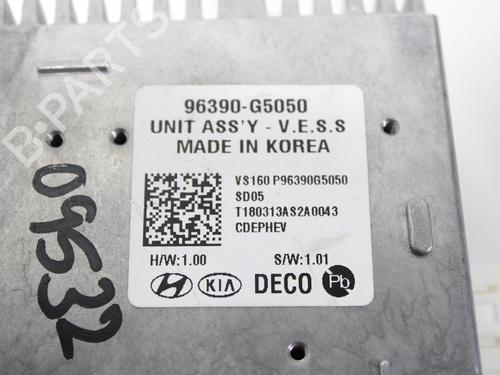 96390-G5050
UNIT ASS'Y - V.E.S.S
MADE IN KOREA
VS160 P96390G5050
SD05
T180313AS2A0043
CDEPHEV
H/W:1.00 S/W:1.01
KIA DECO Pb
09532
B-PARTS